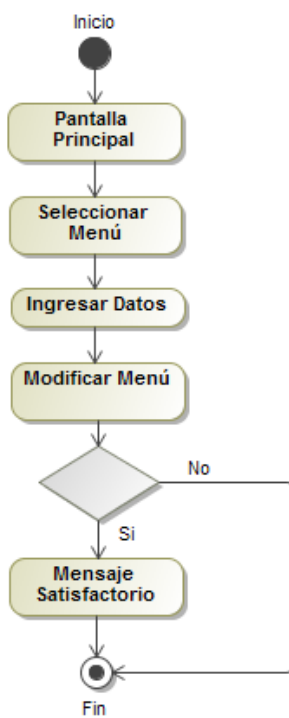 Inicio
Pantalla
Principal
Seleccionar
Menú
Ingresar Datos
Modificar Menú
No
Si
Mensaje
Satisfactorio
Fin